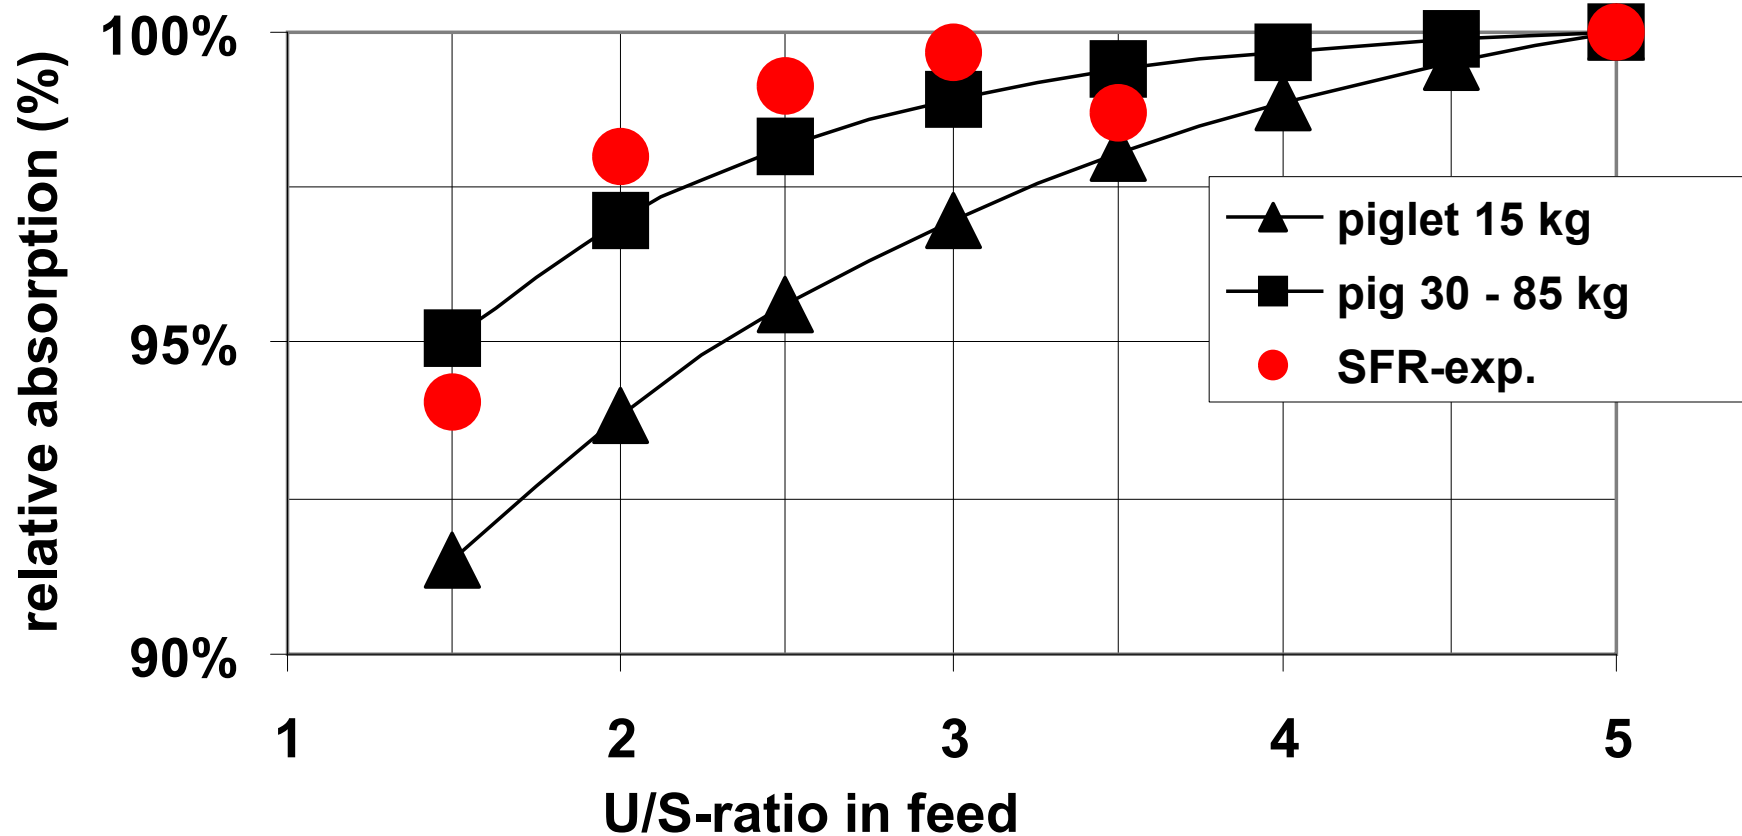 relative absorption (%)
100%
95%
90%
piglet 15 kg
pig 30 - 85 kg
SFR-exp.
1 2 3 4 5
U/S-ratio in feed